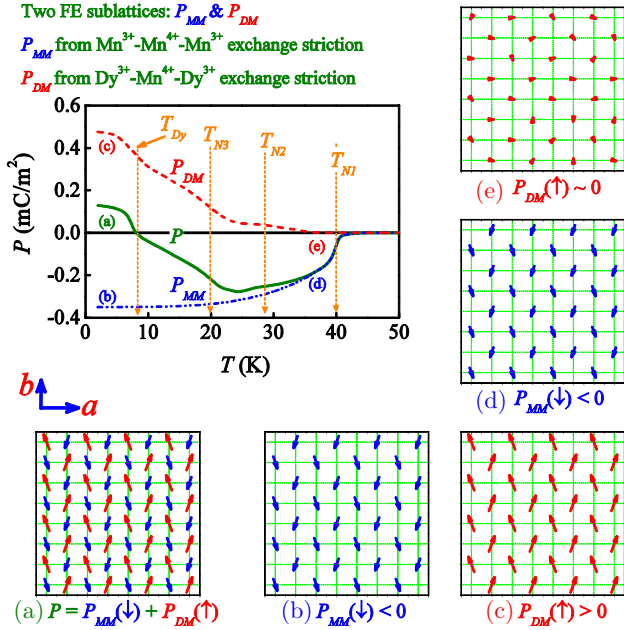 Two FE sublattices: P_MM & P_DM
P_MM from Mn³⁺-Mn⁴⁺-Mn³⁺ exchange striction
P_DM from Dy³⁺-Mn⁴⁺-Dy³⁺ exchange striction
0.6
0.4
0.2
0.0
-0.2
-0.4
P (mC/m²)
T_Dy
T_N3
T_N2
T_N1
(c)
P_DM
(a)
P
(e)
(b)
P_MM
(d)
0
10
20
30
40
50
T (K)
(e) P_DM(↑) ~ 0
(d) P_MM(↓) < 0
b
a
(a) P = P_MM(↓) + P_DM(↑)
(b) P_MM(↓) < 0
(c) P_DM(↑) > 0